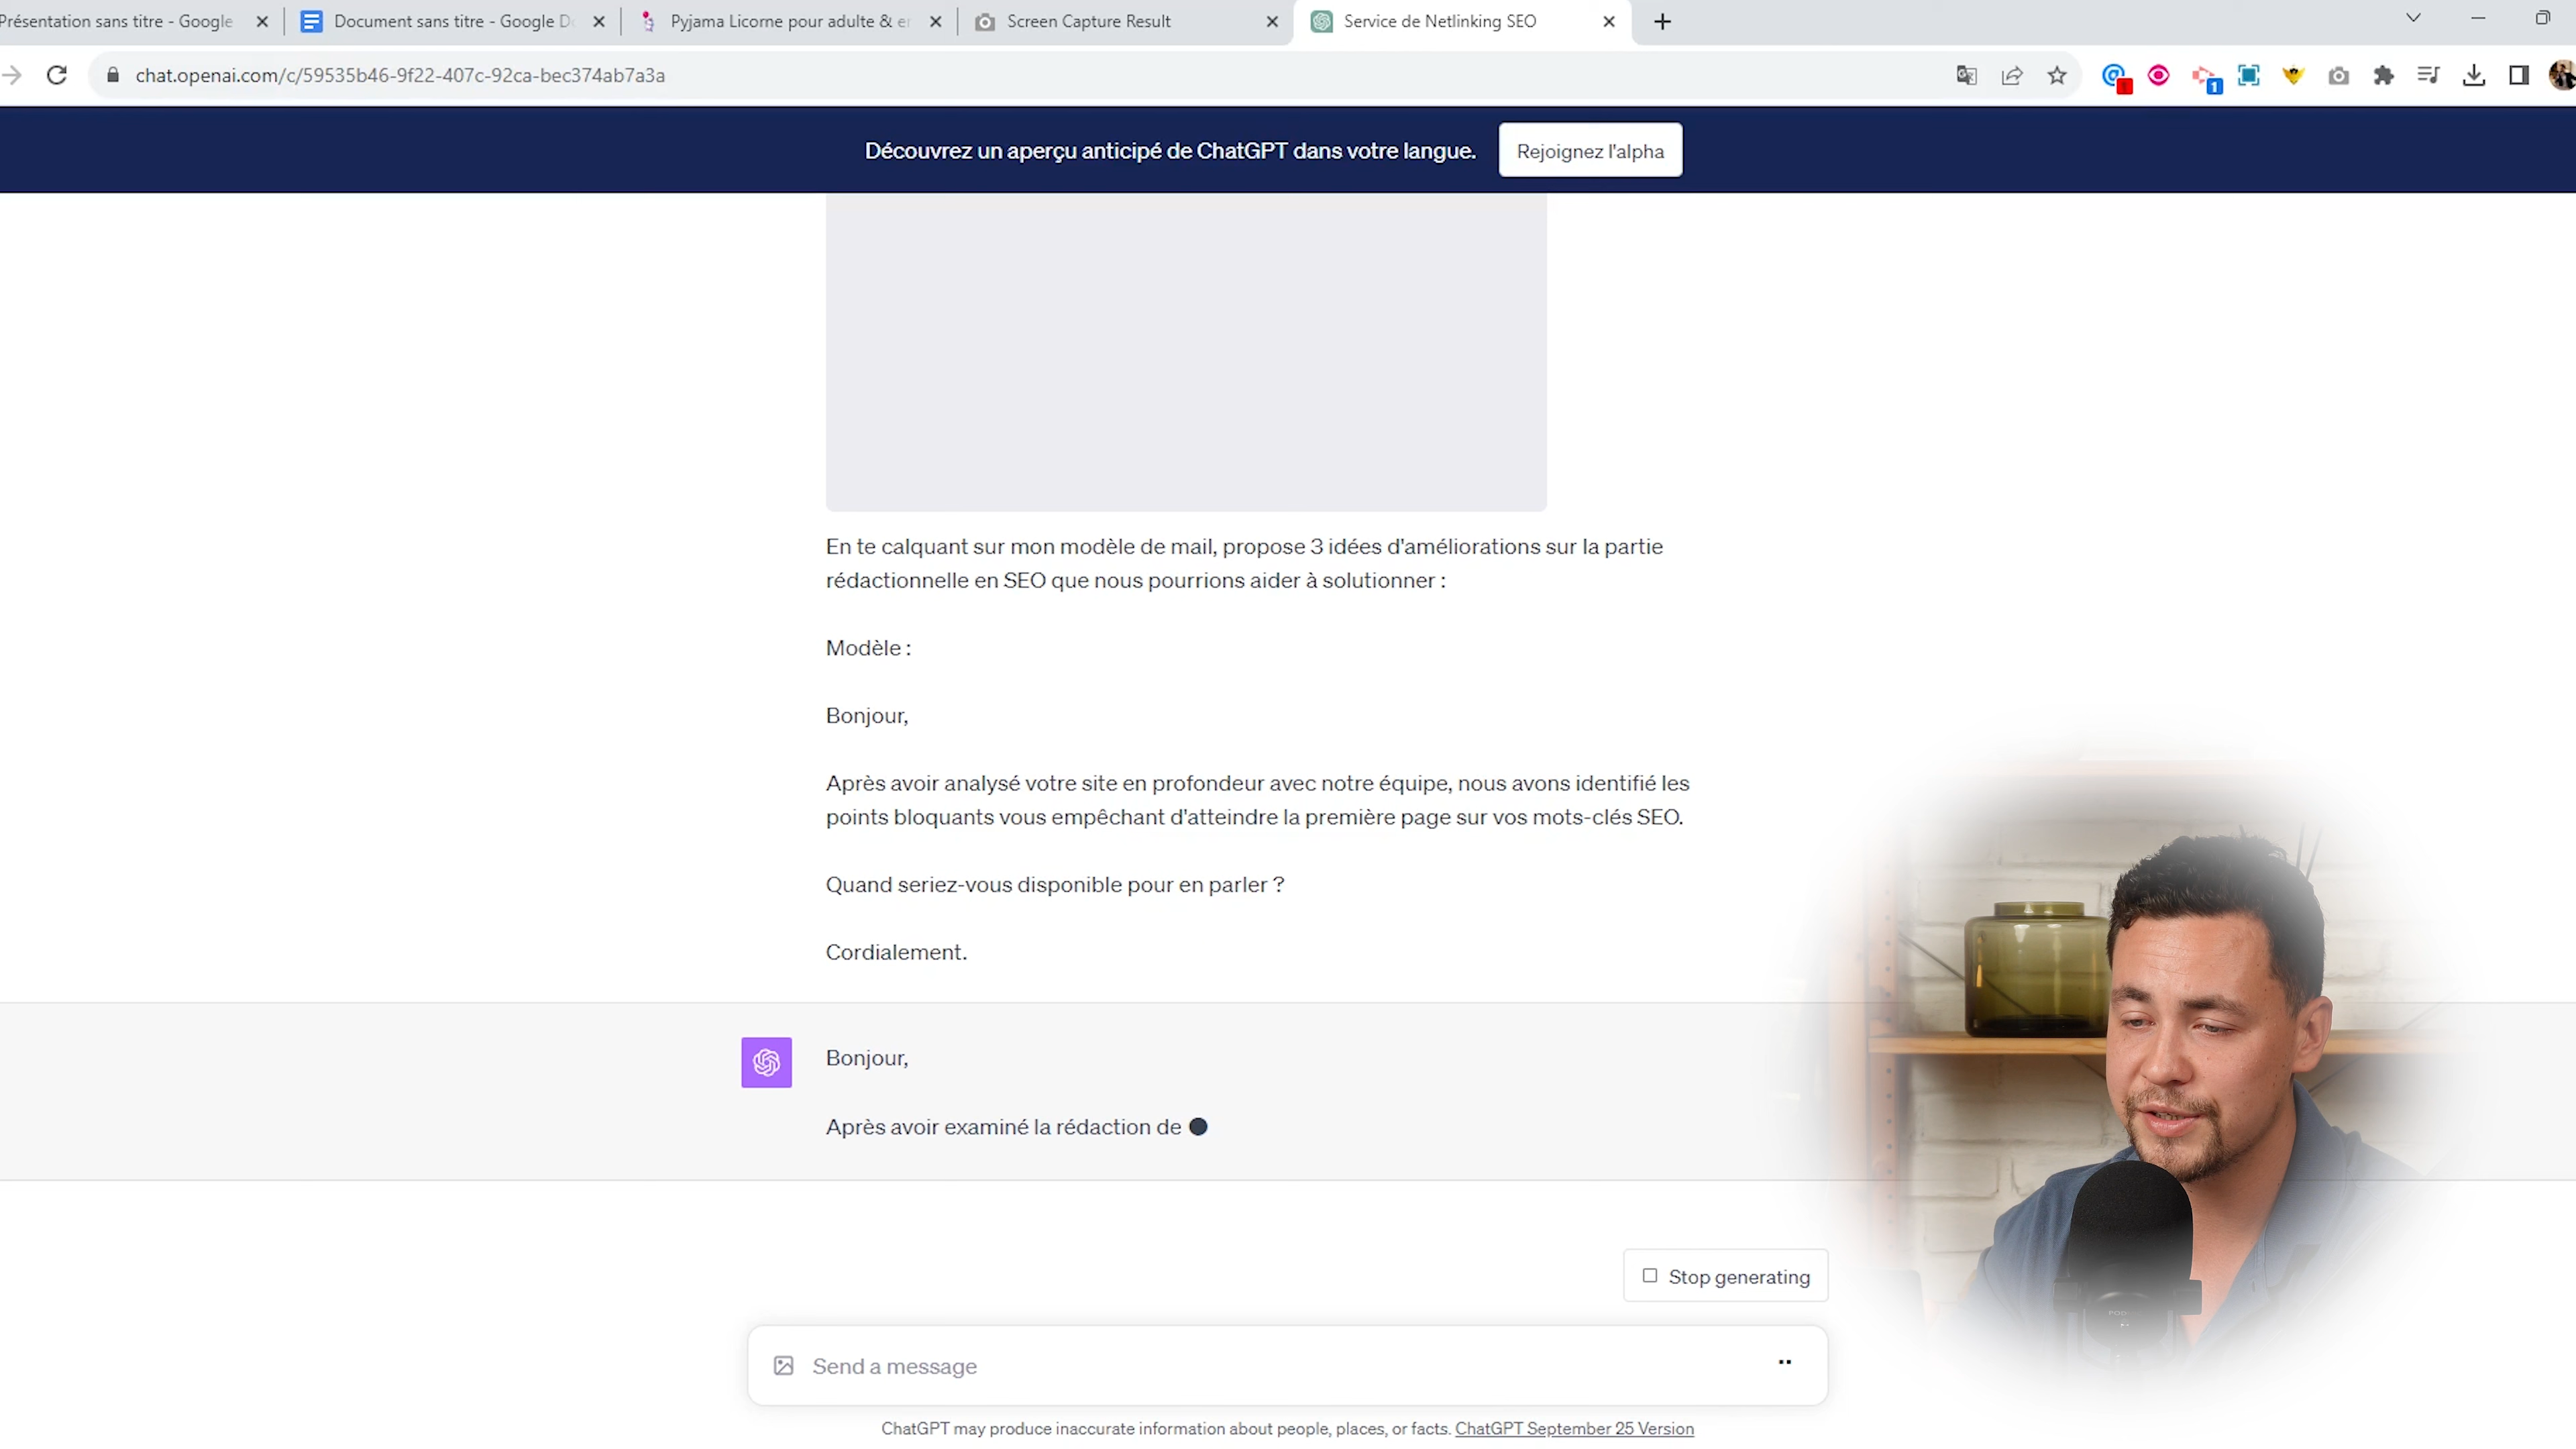 Présentation sans titre - Google
Document sans titre - Google Do
Pyjama Licorne pour adulte & en
Screen Capture Result
Service de Netlinking SEO
chat.openai.com/c/59535b46-9f22-407c-92ca-bec374ab7a3a
1
Découvrez un aperçu anticipé de ChatGPT dans votre langue.
Rejoignez l'alpha
En te calquant sur mon modèle de mail, propose 3 idées d'améliorations sur la partie
rédactionnelle en SEO que nous pourrions aider à solutionner :
Modèle :
Bonjour,
Après avoir analysé votre site en profondeur avec notre équipe, nous avons identifié les
points bloquants vous empêchant d'atteindre la première page sur vos mots-clés SEO.
Quand seriez-vous disponible pour en parler ?
Cordialement.
Bonjour,
Après avoir examiné la rédaction de
Stop generating
Send a message
ChatGPT may produce inaccurate information about people, places, or facts. ChatGPT September 25 Version